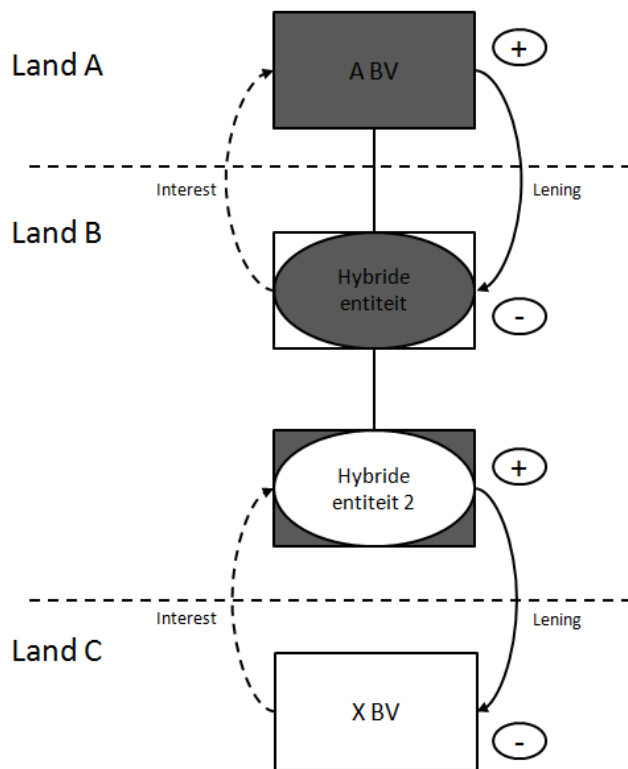 Land A
A BV
+
Interest
Lening
Land B
Hybride
entiteit
-
Hybride
entiteit 2
+
Interest
Lening
Land C
X BV
-